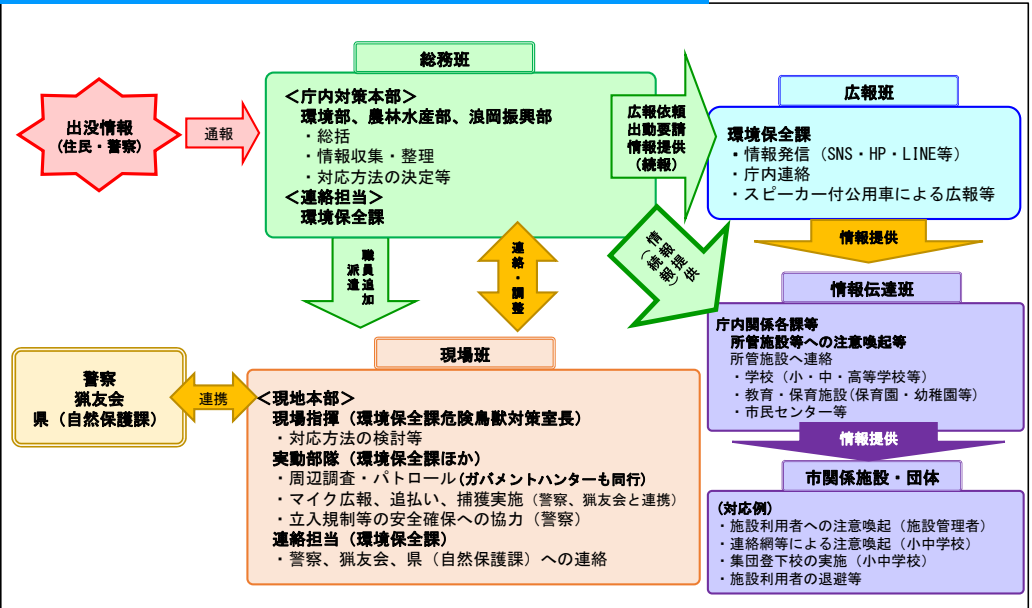 総務班
出没情報
(住民・警察)
通報
＜庁内対策本部＞
環境部、農林水産部、浪岡振興部
・総括
・情報収集・整理
・対応方法の決定等
＜連絡担当＞
環境保全課
広報依頼
出動要請
情報提供
(続報)
広報班
環境保全課
・情報発信（SNS・HP・LINE等）
・庁内連絡
・スピーカー付公用車による広報等
職員追加
派遣
連絡・調整
情報提供
(続報)
情報提供
情報伝達班
庁内関係各課等
所管施設等への注意喚起等
所管施設へ連絡
・学校（小・中・高等学校等）
・教育・保育施設(保育園・幼稚園等）
・市民センター等
警察
猟友会
県（自然保護課）
連携
現場班
＜現地本部＞
現場指揮（環境保全課危険鳥獣対策室長）
・対応方法の検討等
実動部隊（環境保全課ほか）
・周辺調査・パトロール(ガバメントハンターも同行)
・マイク広報、追払い、捕獲実施（警察、猟友会と連携）
・立入規制等の安全確保への協力（警察）
連絡担当（環境保全課）
・警察、猟友会、県（自然保護課）への連絡
情報提供
市関係施設・団体
(対応例)
・施設利用者への注意喚起（施設管理者）
・連絡網等による注意喚起（小中学校）
・集団登下校の実施（小中学校）
・施設利用者の退避等